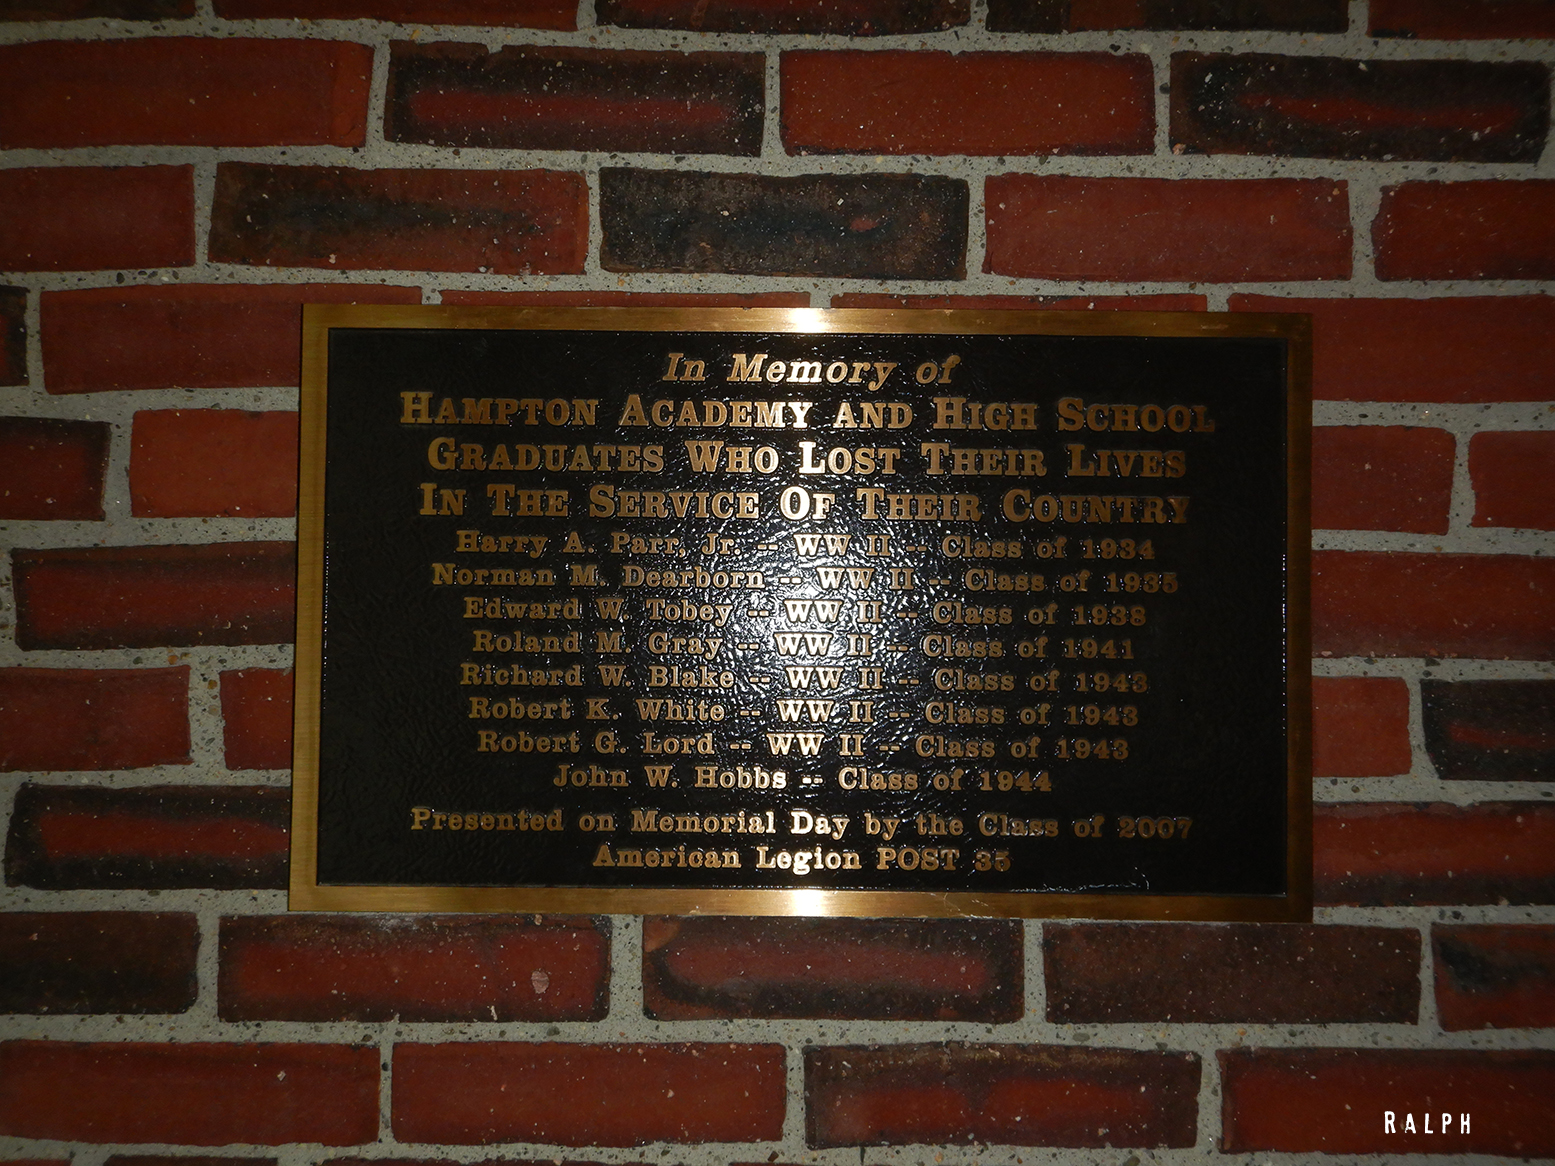 In Memory of
HAMPTON ACADEMY AND HIGH SCHOOL
GRADUATES WHO LOST THEIR LIVES
IN THE SERVICE OF THEIR COUNTRY
Harry A. Parr, Jr. -- WW II -- Class of 1934
Norman M. Dearborn -- WW II -- Class of 1935
Edward W. Tobey -- WW II -- Class of 1938
Roland M. Gray -- WW II -- Class of 1941
Richard W. Blake -- WW II -- Class of 1943
Robert K. White -- WW II -- Class of 1943
Robert G. Lord -- WW II -- Class of 1943
John W. Hobbs -- Class of 1944
Presented on Memorial Day by the Class of 2007
American Legion POST 35
RALPH